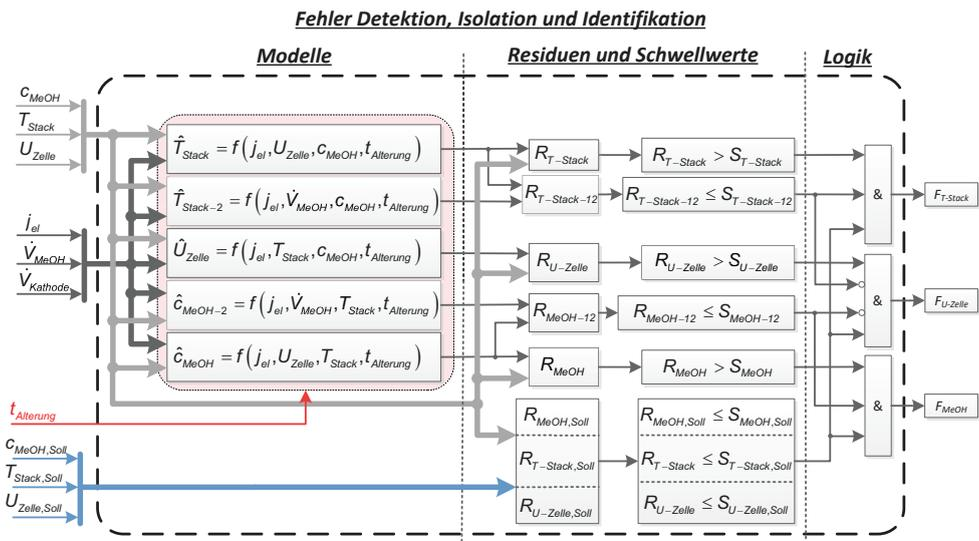 Fehler Detektion, Isolation und Identifikation
Modelle
Residuen und Schwellwerte
Logik
c_MeOH
T_Stack
U_Zelle
j_el
V̇_MeOH
V̇_Kathode
t_Alterung
c_MeOH,Soll
T_Stack,Soll
U_Zelle,Soll
T̂_Stack = f(j_el, U_Zelle, c_MeOH, t_Alterung)
T̂_Stack-2 = f(j_el, V̇_MeOH, c_MeOH, t_Alterung)
Û_Zelle = f(j_el, T_Stack, c_MeOH, t_Alterung)
ĉ_MeOH-2 = f(j_el, V̇_MeOH, T_Stack, t_Alterung)
ĉ_MeOH = f(j_el, U_Zelle, T_Stack, t_Alterung)
R_T-Stack
R_T-Stack > S_T-Stack
R_T-Stack-12
R_T-Stack-12 ≤ S_T-Stack-12
R_U-Zelle
R_U-Zelle > S_U-Zelle
R_MeOH-12
R_MeOH-12 ≤ S_MeOH-12
R_MeOH
R_MeOH > S_MeOH
R_MeOH,Soll
R_MeOH,Soll ≤ S_MeOH,Soll
R_T-Stack,Soll
R_T-Stack ≤ S_T-Stack,Soll
R_U-Zelle,Soll
R_U-Zelle ≤ S_U-Zelle,Soll
&
F_T-Stack
&
F_U-Zelle
&
F_MeOH